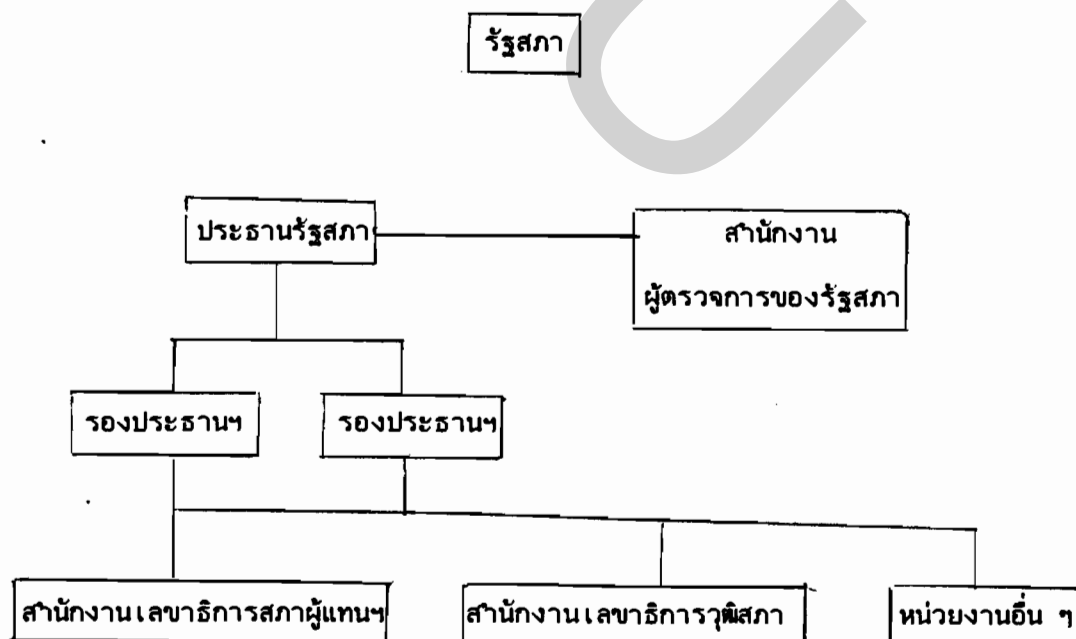 รัฐสภา
ประธานรัฐสภา
สำนักงาน
ผู้ตรวจการของรัฐสภา
รองประธานฯ
รองประธานฯ
สำนักงานเลขาธิการสภาผู้แทนฯ
สำนักงานเลขาธิการวุฒิสภา
หน่วยงานอื่น ๆ